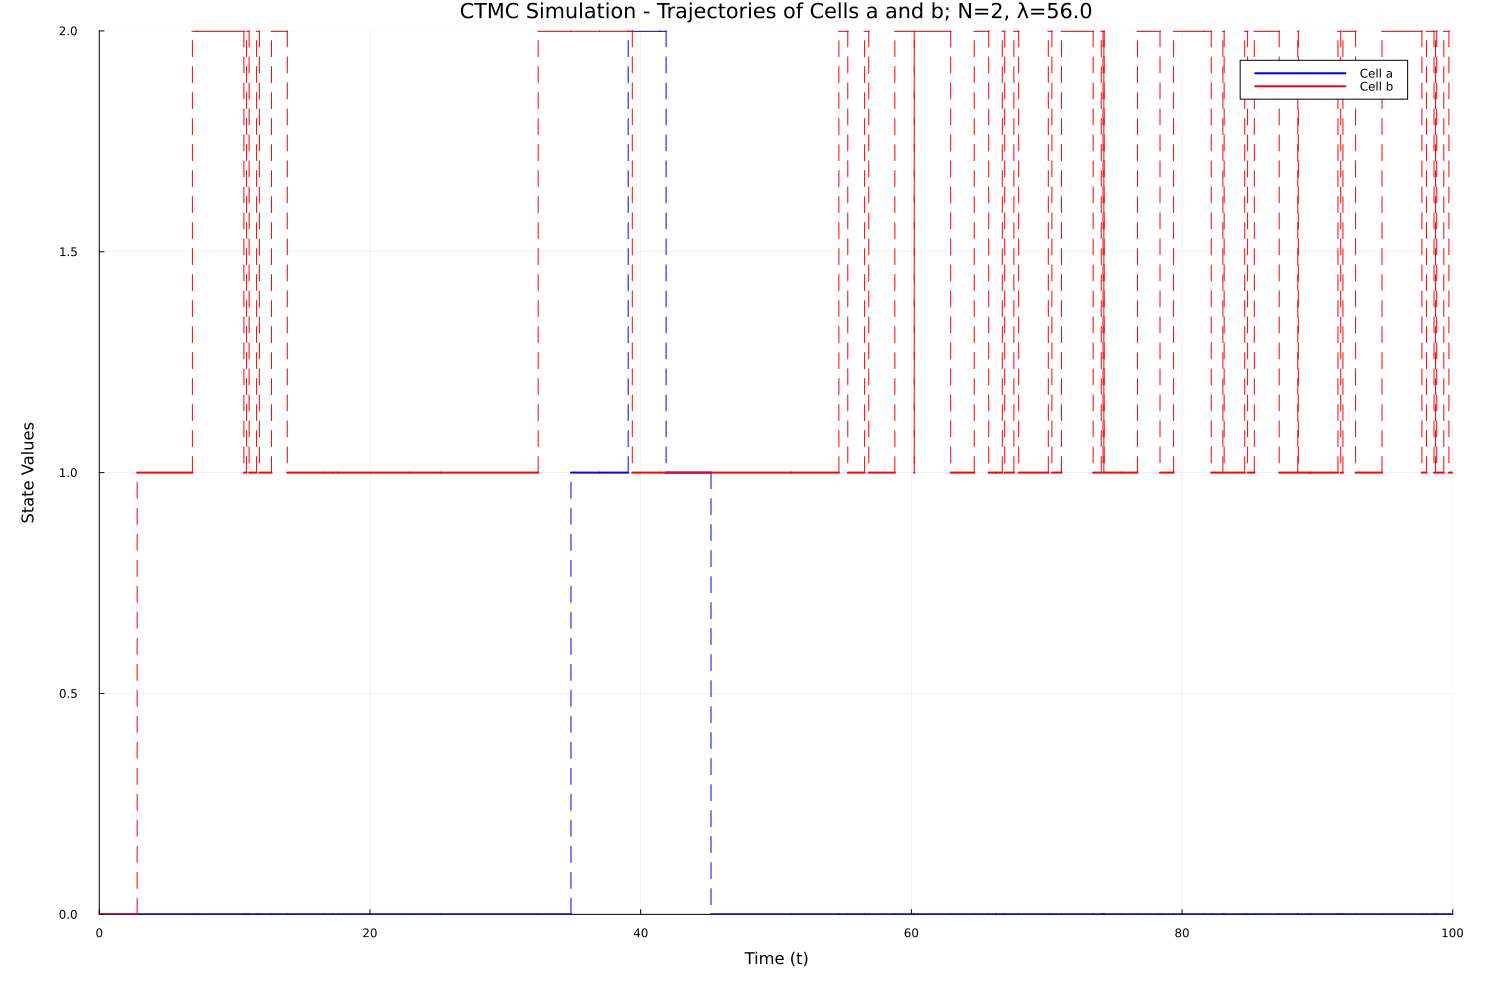 CTMC Simulation - Trajectories of Cells a and b; N=2, λ=56.0
2.0
Cell a
Cell b
1.5
1.0
State Values
0.5
0.0
0 20 40 60 80 100
Time (t)